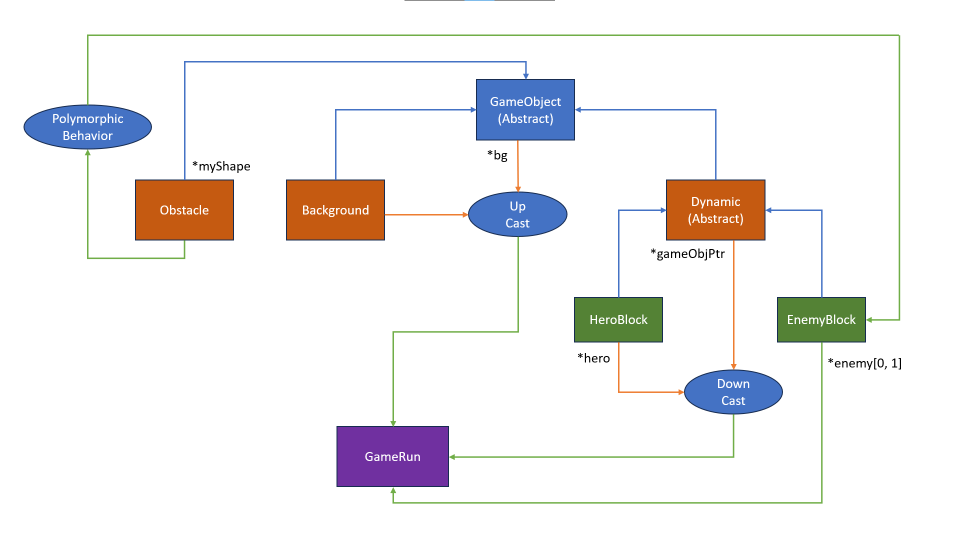 GameObject
(Abstract)
Polymorphic
Behavior
*bg
*myShape
Obstacle
Background
Up
Cast
Dynamic
(Abstract)
*gameObjPtr
HeroBlock
EnemyBlock
*hero
*enemy[0, 1]
Down
Cast
GameRun